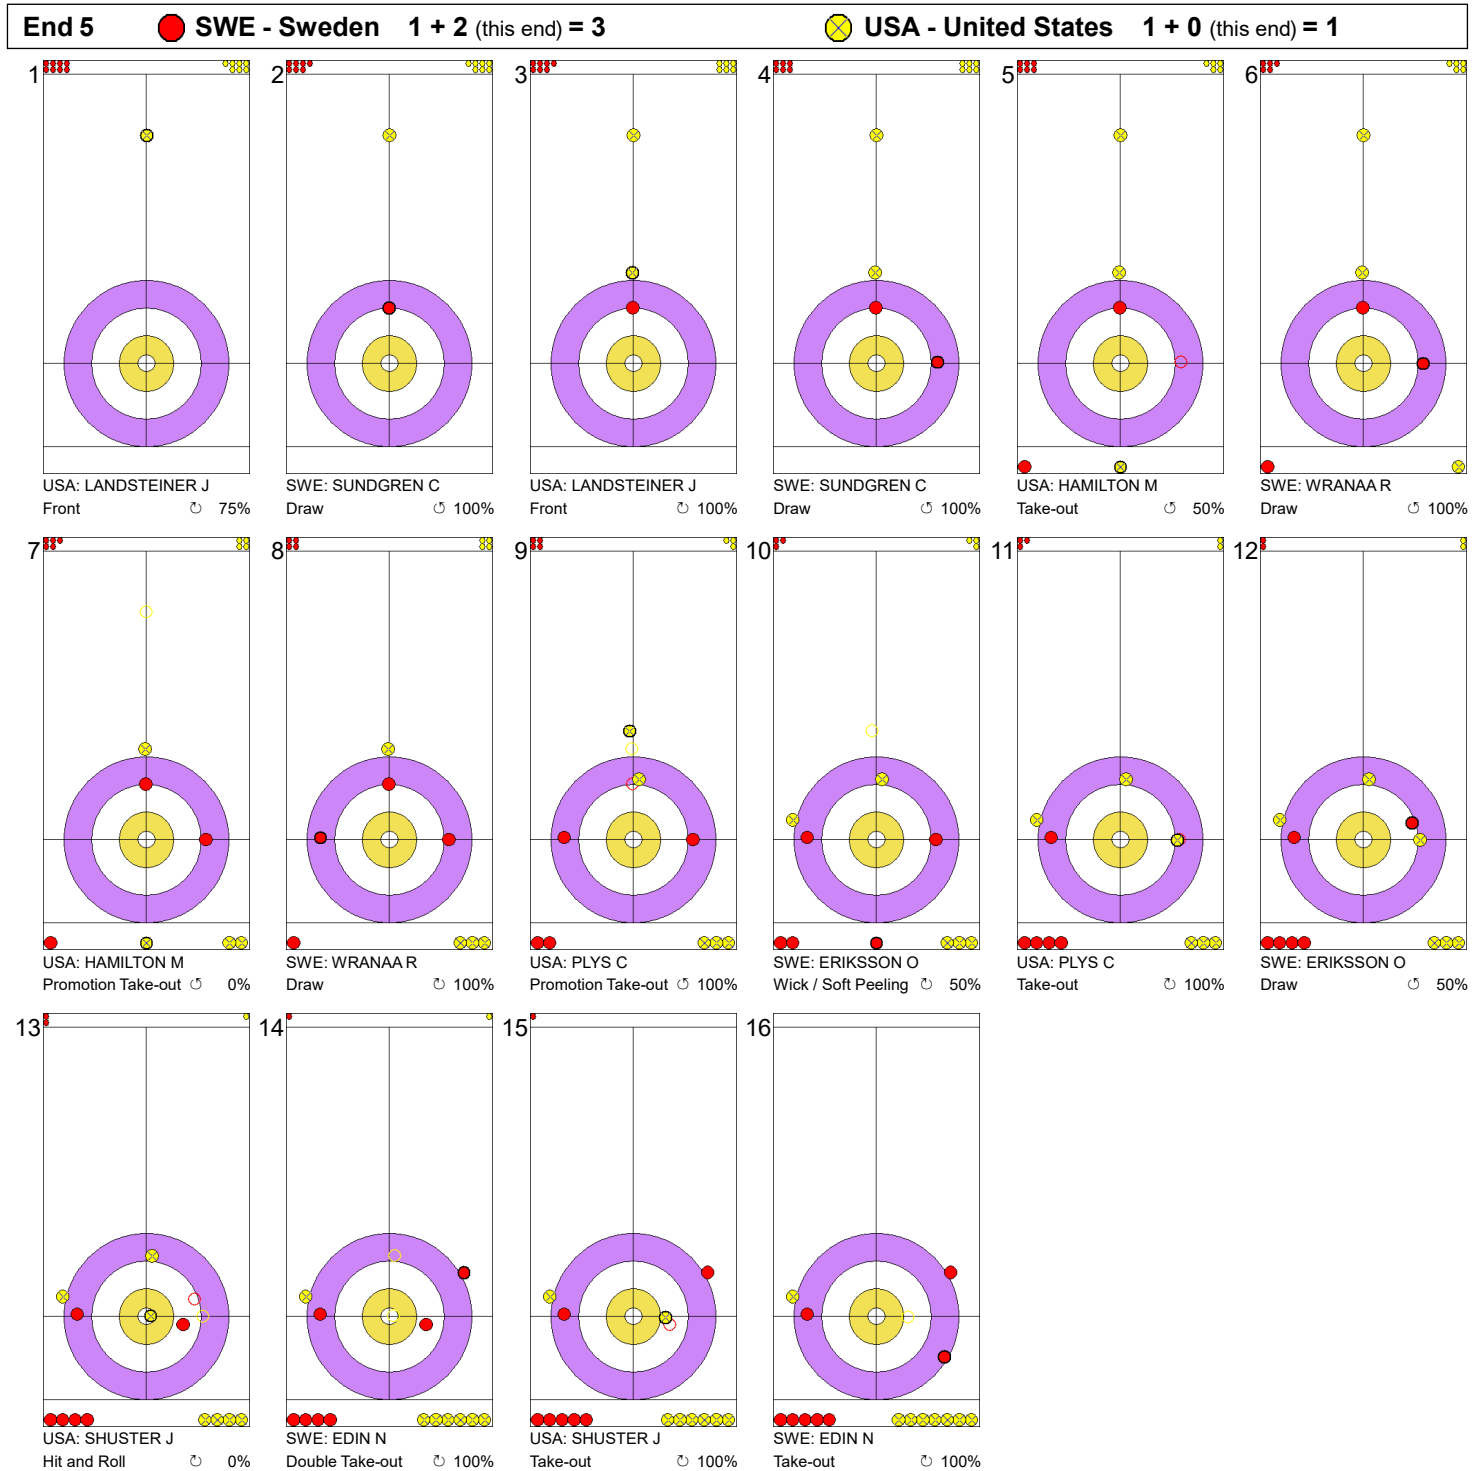 End 5 SWE - Sweden 1 + 2 (this end) = 3 USA - United States 1 + 0 (this end) = 1
1 2 3 4 5 6
USA: LANDSTEINER J SWE: SUNDGREN C USA: LANDSTEINER J SWE: SUNDGREN C USA: HAMILTON M SWE: WRANAA R
Front ↻ 75% Draw ↺ 100% Front ↻ 100% Draw ↺ 100% Take-out ↺ 50% Draw ↺ 100%
7 8 9 10 11 12
USA: HAMILTON M SWE: WRANAA R USA: PLYS C SWE: ERIKSSON O USA: PLYS C SWE: ERIKSSON O
Promotion Take-out ↺ 0% Draw ↻ 100% Promotion Take-out ↺ 100% Wick / Soft Peeling ↻ 50% Take-out ↻ 100% Draw ↺ 50%
13 14 15 16
USA: SHUSTER J SWE: EDIN N USA: SHUSTER J SWE: EDIN N
Hit and Roll ↻ 0% Double Take-out ↻ 100% Take-out ↻ 100% Take-out ↻ 100%